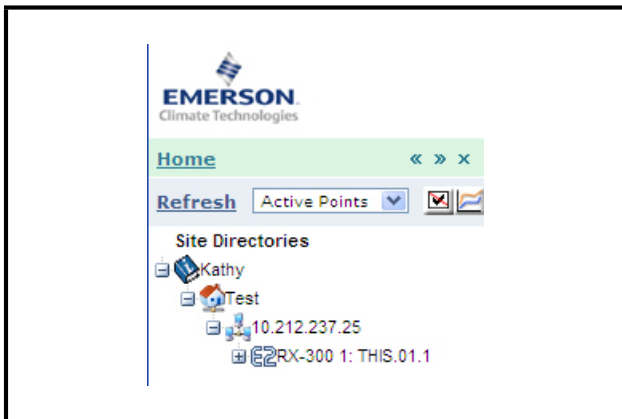 EMERSON.
Climate Technologies
Home « » ×
Refresh Active Points
Site Directories
Kathy
Test
10.212.237.25
E2RX-300 1: THIS.01.1